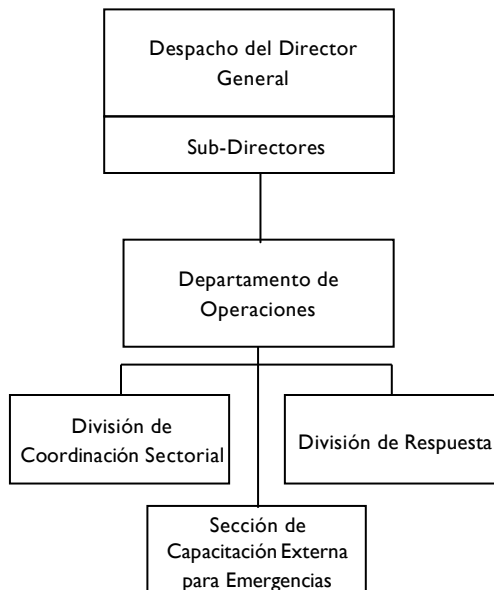 Despacho del Director
General
Sub-Directores
Departamento de
Operaciones
División de
Coordinación Sectorial
División de Respuesta
Sección de
Capacitación Externa
para Emergencias